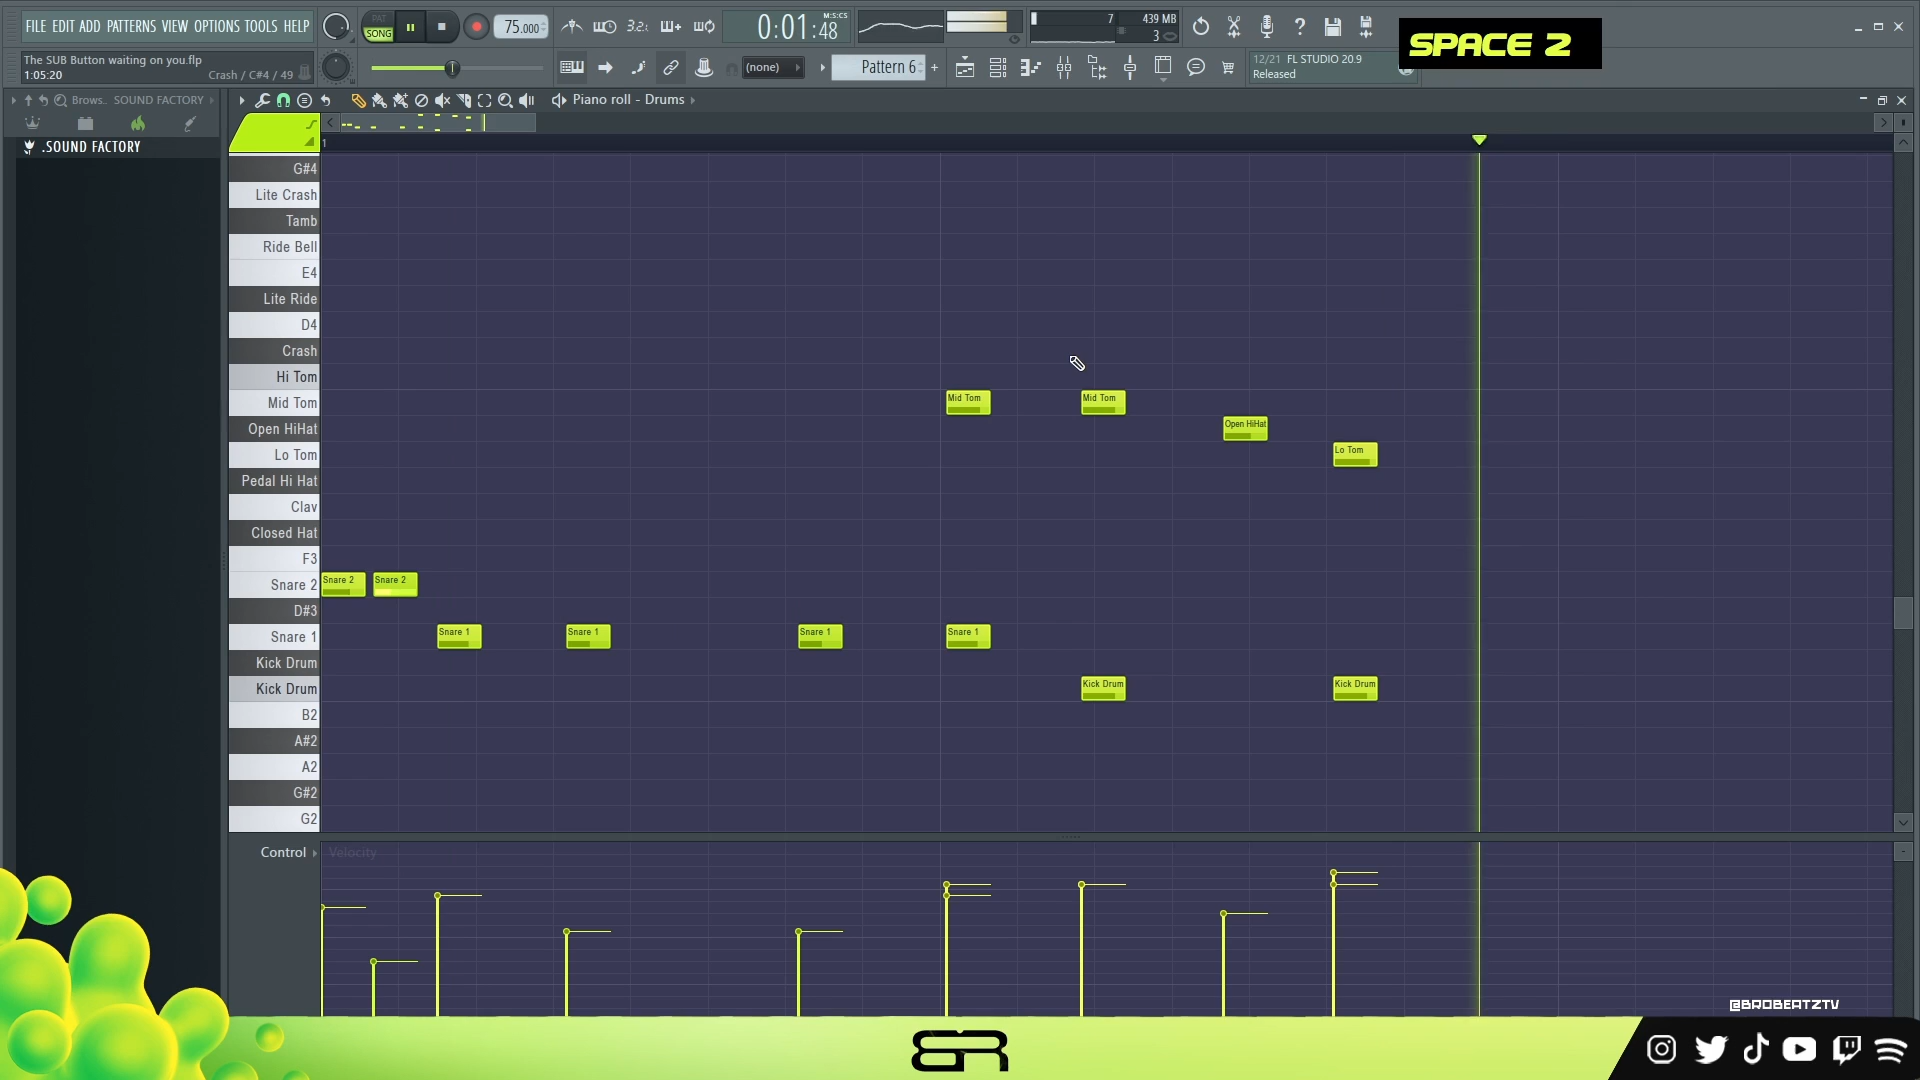 FILE EDIT ADD PATTERNS VIEW OPTIONS TOOLS HELP
PAT
SONG
75.000
3.2
M:S:CS
0:01:48
7
439 MB
3
SPACE 2
The SUB Button waiting on you.flp
1:05:20
Crash / C#4 / 49
(none)
Pattern 6
12/21 FL STUDIO 20.9
Released
Brows.. SOUND FACTORY
Piano roll - Drums
.SOUND FACTORY
1
G#4
Lite Crash
Tamb
Ride Bell
E4
Lite Ride
D4
Crash
Hi Tom
Mid Tom
Mid Tom
Mid Tom
Open HiHat
Open HiHat
Lo Tom
Lo Tom
Pedal Hi Hat
Clav
Closed Hat
F3
Snare 2
Snare 2
Snare 2
D#3
Snare 1
Snare 1
Snare 1
Snare 1
Snare 1
Kick Drum
Kick Drum
Kick Drum
Kick Drum
B2
A#2
A2
G#2
G2
Control
Velocity
@BROBEATZTV
BR